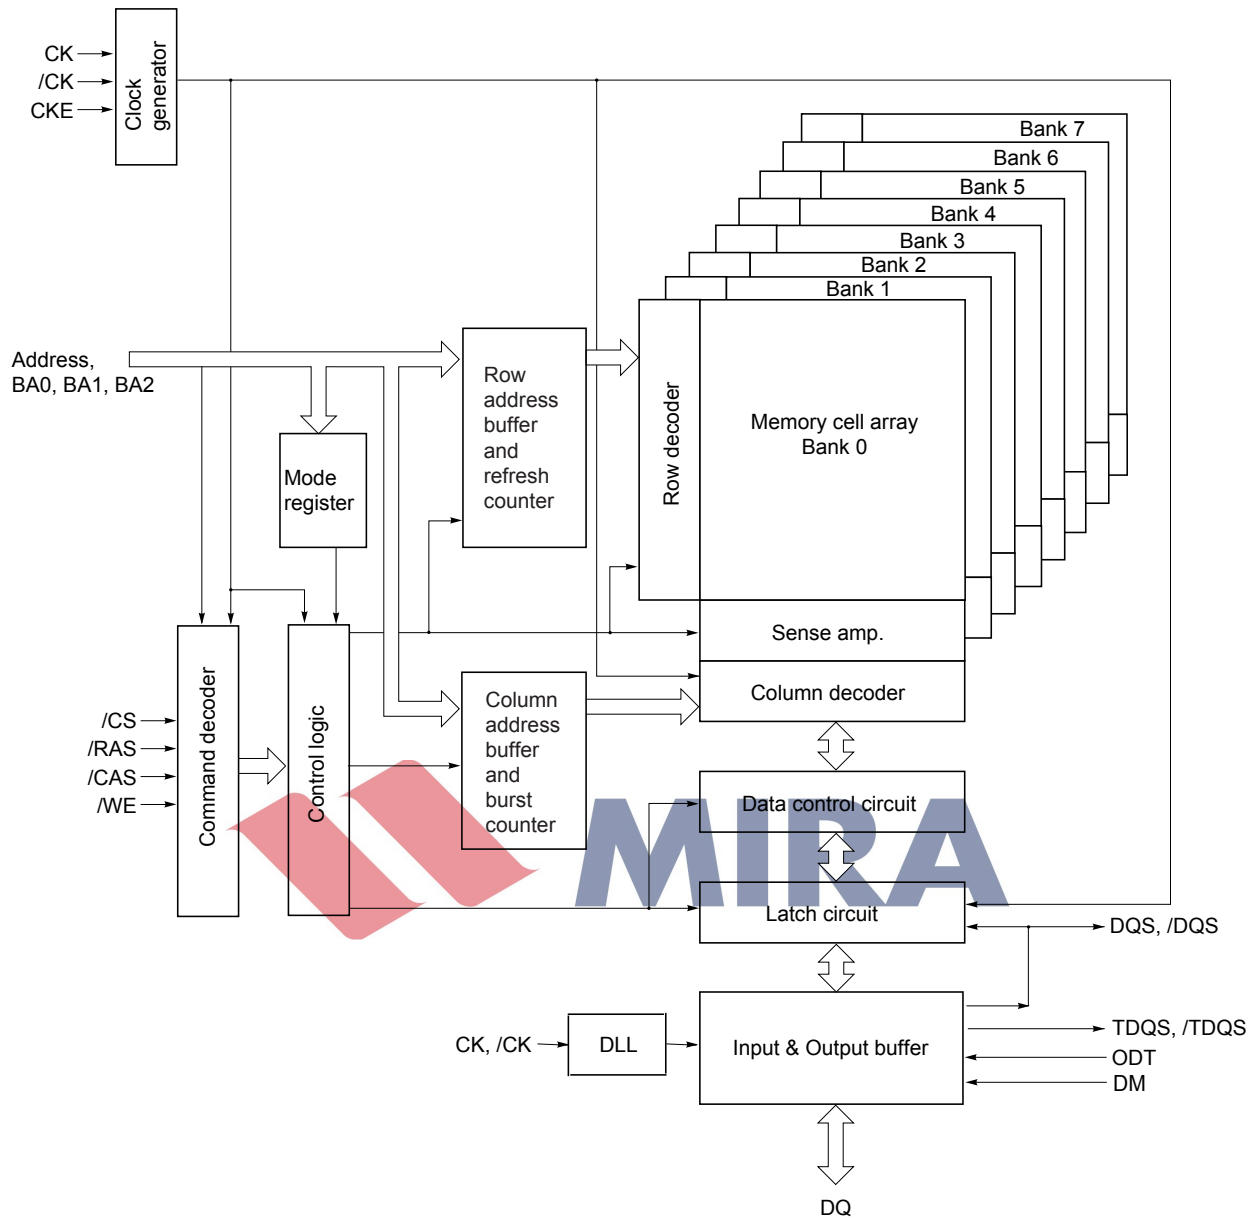 CK
/CK
CKE
Clock
generator
Bank 7
Bank 6
Bank 5
Bank 4
Bank 3
Bank 2
Bank 1
Address,
BA0, BA1, BA2
Mode
register
Row
address
buffer
and
refresh
counter
Row decoder
Memory cell array
Bank 0
Sense amp.
Column decoder
/CS
/RAS
/CAS
/WE
Command decoder
Control logic
Column
address
buffer
and
burst
counter
Data control circuit
MIRA
Latch circuit
DQS, /DQS
CK, /CK
DLL
Input & Output buffer
TDQS, /TDQS
ODT
DM
DQ